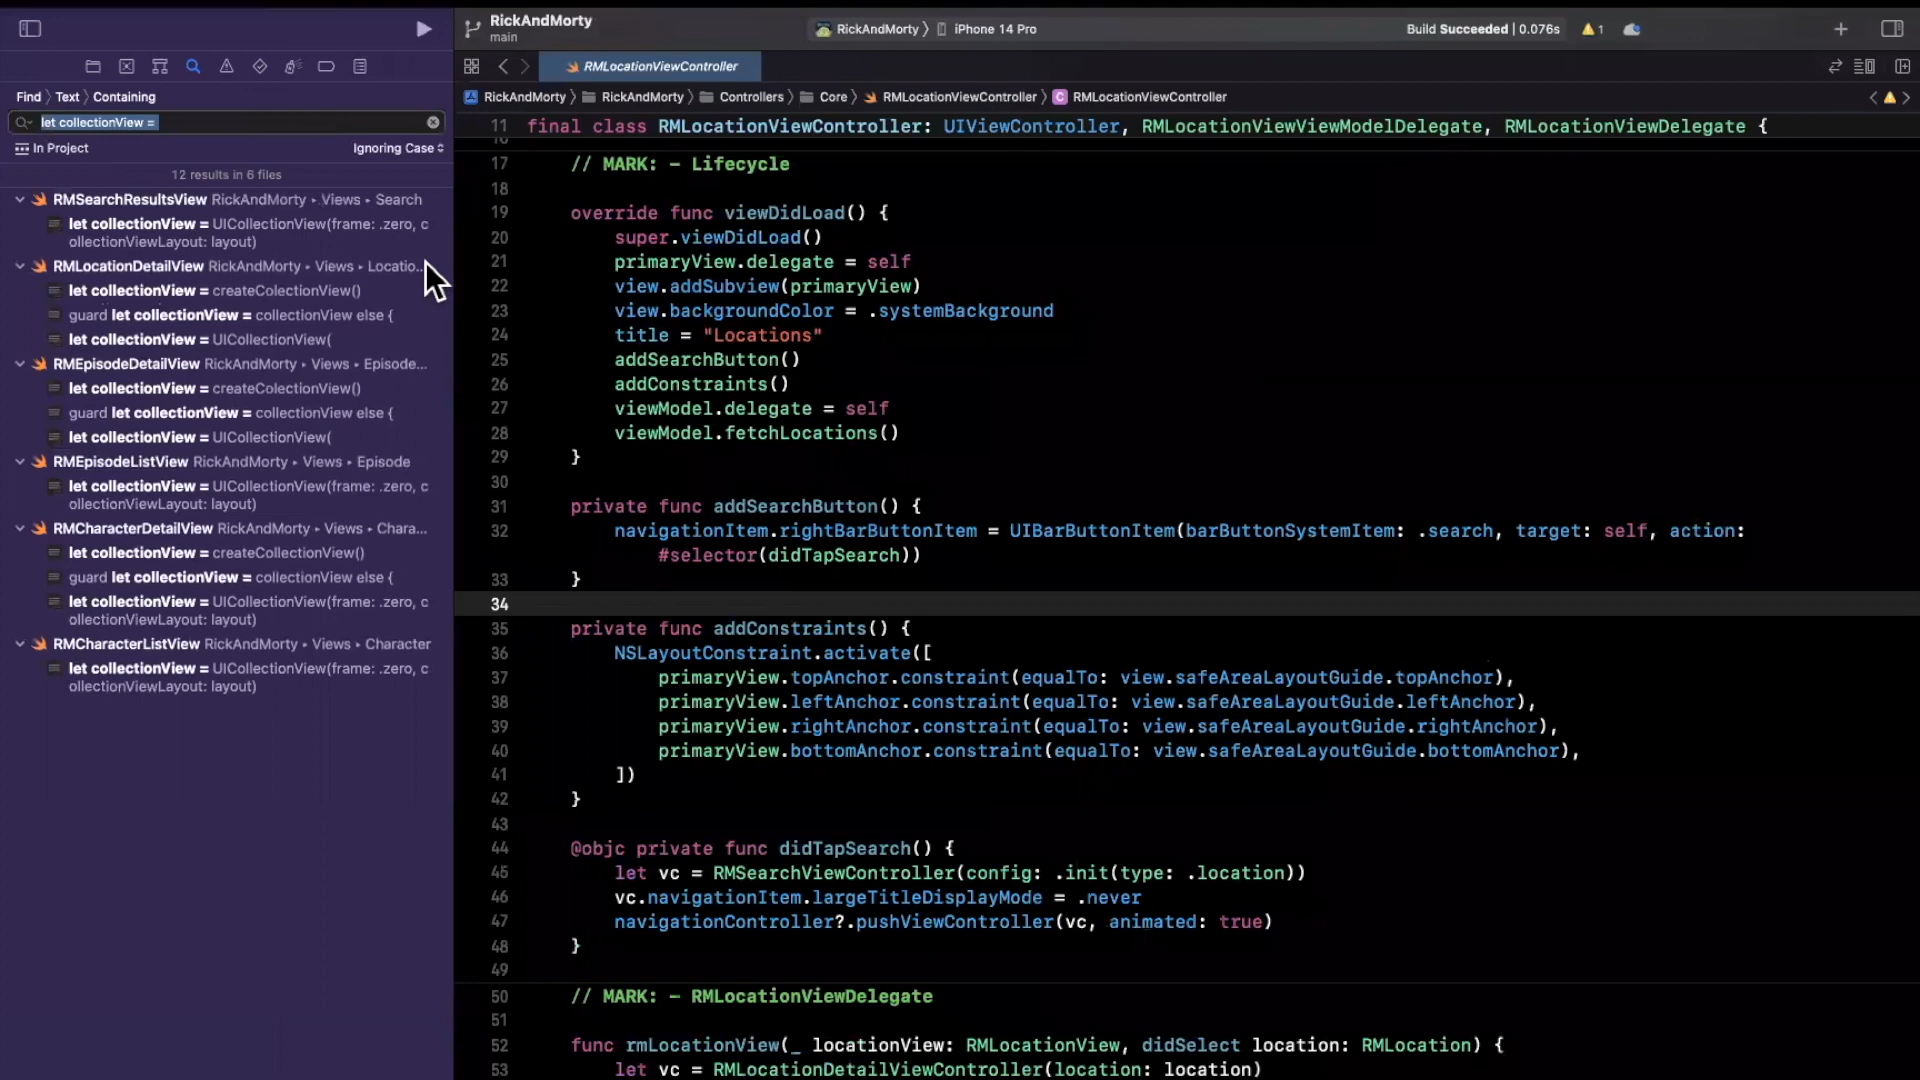 RickAndMorty
main
RickAndMorty 〉 iPhone 14 Pro
Build Succeeded | 0.076s
1
RMLocationViewController
Find 〉 Text 〉 Containing
let collectionView =
In Project
Ignoring Case
12 results in 6 files
RMSearchResultsView RickAndMorty ▸ Views ▸ Search
let collectionView = UICollectionView(frame: .zero, c
ollectionViewLayout: layout)
RMLocationDetailView RickAndMorty ▸ Views ▸ Locatio...
let collectionView = createColectionView()
guard let collectionView = collectionView else {
let collectionView = UICollectionView(
RMEpisodeDetailView RickAndMorty ▸ Views ▸ Episode...
let collectionView = createColectionView()
guard let collectionView = collectionView else {
let collectionView = UICollectionView(
RMEpisodeListView RickAndMorty ▸ Views ▸ Episode
let collectionView = UICollectionView(frame: .zero, c
ollectionViewLayout: layout)
RMCharacterDetailView RickAndMorty ▸ Views ▸ Chara...
let collectionView = createCollectionView()
guard let collectionView = collectionView else {
let collectionView = UICollectionView(frame: .zero, c
ollectionViewLayout: layout)
RMCharacterListView RickAndMorty ▸ Views ▸ Character
let collectionView = UICollectionView(frame: .zero, c
ollectionViewLayout: layout)
RickAndMorty 〉 RickAndMorty 〉 Controllers 〉 Core 〉 RMLocationViewController 〉 C RMLocationViewController
11 final class RMLocationViewController: UIViewController, RMLocationViewViewModelDelegate, RMLocationViewDelegate {
16
17 // MARK: - Lifecycle
18
19 override func viewDidLoad() {
20 super.viewDidLoad()
21 primaryView.delegate = self
22 view.addSubview(primaryView)
23 view.backgroundColor = .systemBackground
24 title = "Locations"
25 addSearchButton()
26 addConstraints()
27 viewModel.delegate = self
28 viewModel.fetchLocations()
29 }
30
31 private func addSearchButton() {
32 navigationItem.rightBarButtonItem = UIBarButtonItem(barButtonSystemItem: .search, target: self, action:
#selector(didTapSearch))
33 }
34
35 private func addConstraints() {
36 NSLayoutConstraint.activate([
37 primaryView.topAnchor.constraint(equalTo: view.safeAreaLayoutGuide.topAnchor),
38 primaryView.leftAnchor.constraint(equalTo: view.safeAreaLayoutGuide.leftAnchor),
39 primaryView.rightAnchor.constraint(equalTo: view.safeAreaLayoutGuide.rightAnchor),
40 primaryView.bottomAnchor.constraint(equalTo: view.safeAreaLayoutGuide.bottomAnchor),
41 ])
42 }
43
44 @objc private func didTapSearch() {
45 let vc = RMSearchViewController(config: .init(type: .location))
46 vc.navigationItem.largeTitleDisplayMode = .never
47 navigationController?.pushViewController(vc, animated: true)
48 }
49
50 // MARK: - RMLocationViewDelegate
51
52 func rmLocationView(_ locationView: RMLocationView, didSelect location: RMLocation) {
53 let vc = RMLocationDetailViewController(location: location)